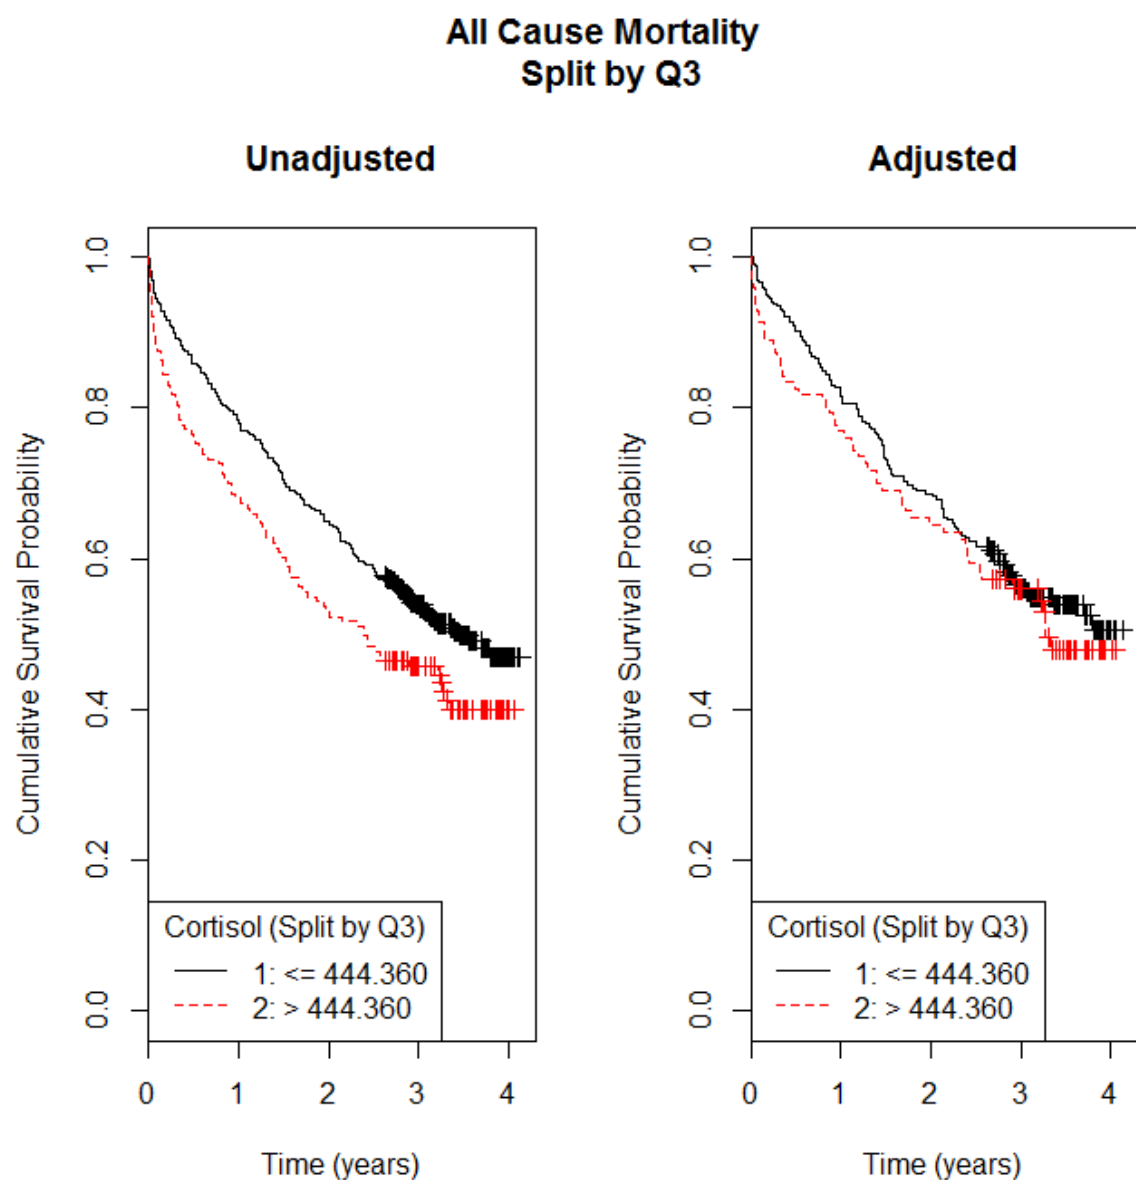 All Cause Mortality
Split by Q3
Unadjusted
Cumulative Survival Probability
1.0
0.8
0.6
0.4
0.2
0.0
Cortisol (Split by Q3)
1: <= 444.360
2: > 444.360
0 1 2 3 4
Time (years)
Adjusted
Cumulative Survival Probability
1.0
0.8
0.6
0.4
0.2
0.0
Cortisol (Split by Q3)
1: <= 444.360
2: > 444.360
0 1 2 3 4
Time (years)